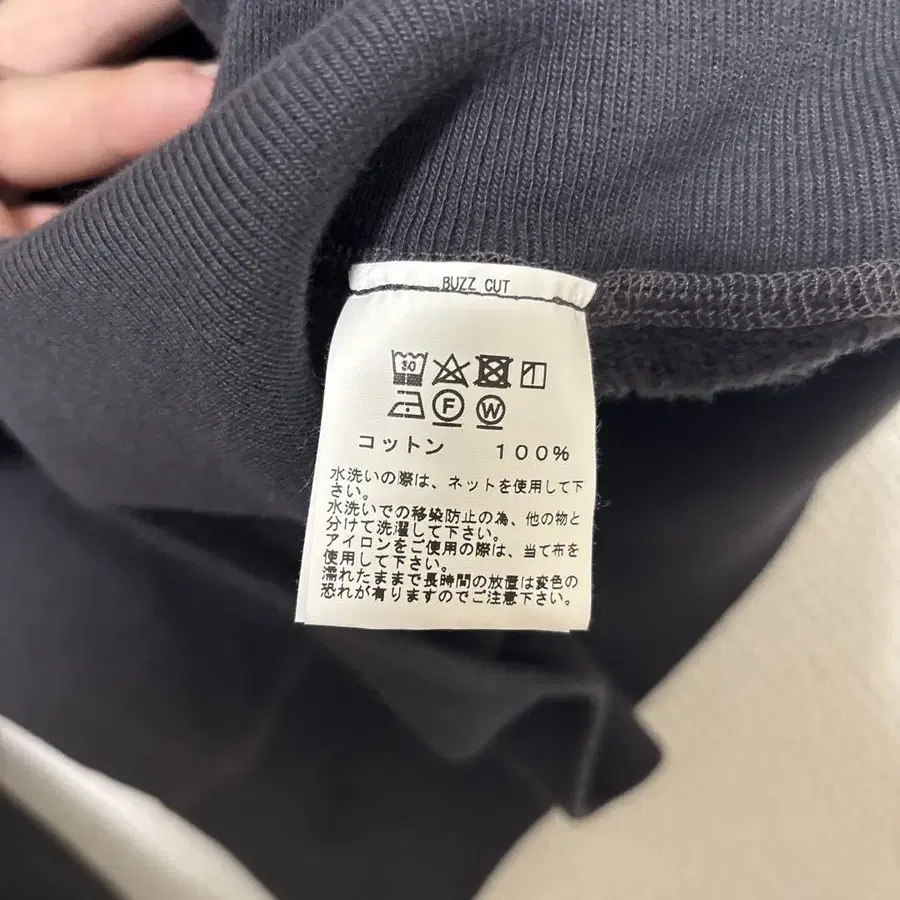 BUZZ CUT
30
F W
コットン 100%
水洗いの際は、ネットを使用して下
さい。
水洗いでの移染防止の為、他の物と
分けて洗濯して下さい。
アイロンをご使用の際は、当て布を
使用して下さい。
濡れたままで長時間の放置は変色の
恐れが有りますのでご注意下さい。